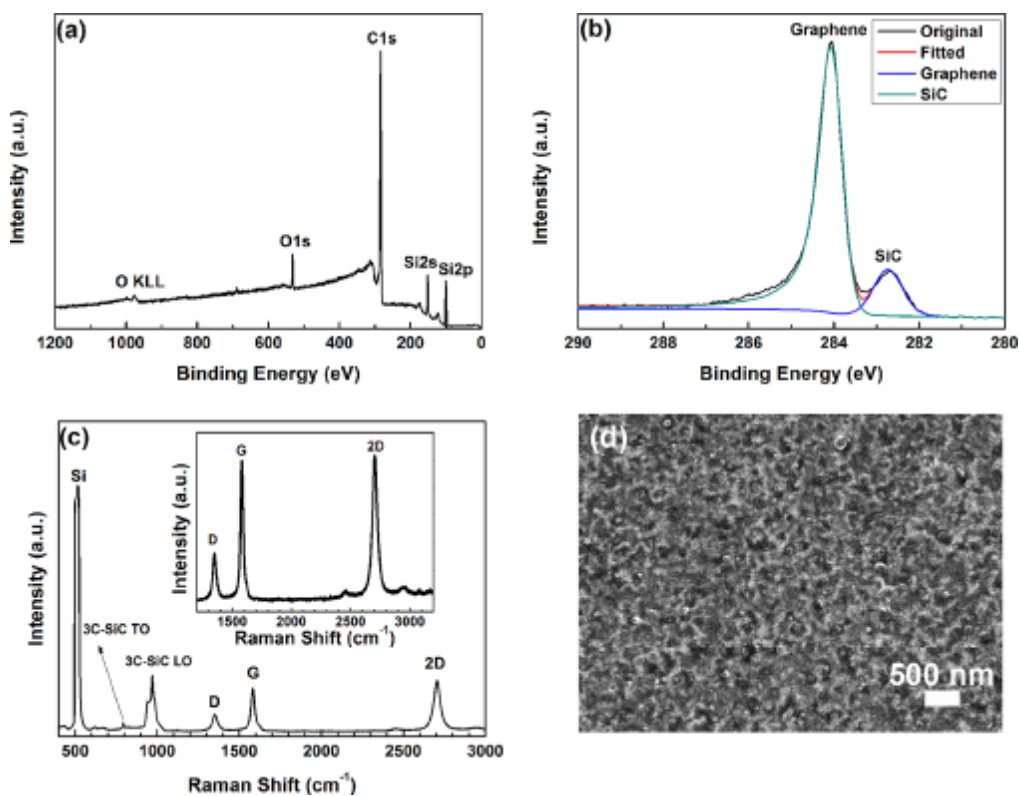 (a)
C1s
O1s
O KLL
Si2s
Si2p
Intensity (a.u.)
1200 1000 800 600 400 200 0
Binding Energy (eV)
(b)
Graphene
SiC
Original
Fitted
Graphene
SiC
Intensity (a.u.)
290 288 286 284 282 280
Binding Energy (eV)
(c)
Si
3C-SiC TO
3C-SiC LO
D
G
2D
Intensity (a.u.)
500 1000 1500 2000 2500 3000
Raman Shift (cm⁻¹)
G
2D
D
Intensity (a.u.)
1500 2000 2500 3000
Raman Shift (cm⁻¹)
(d)
500 nm